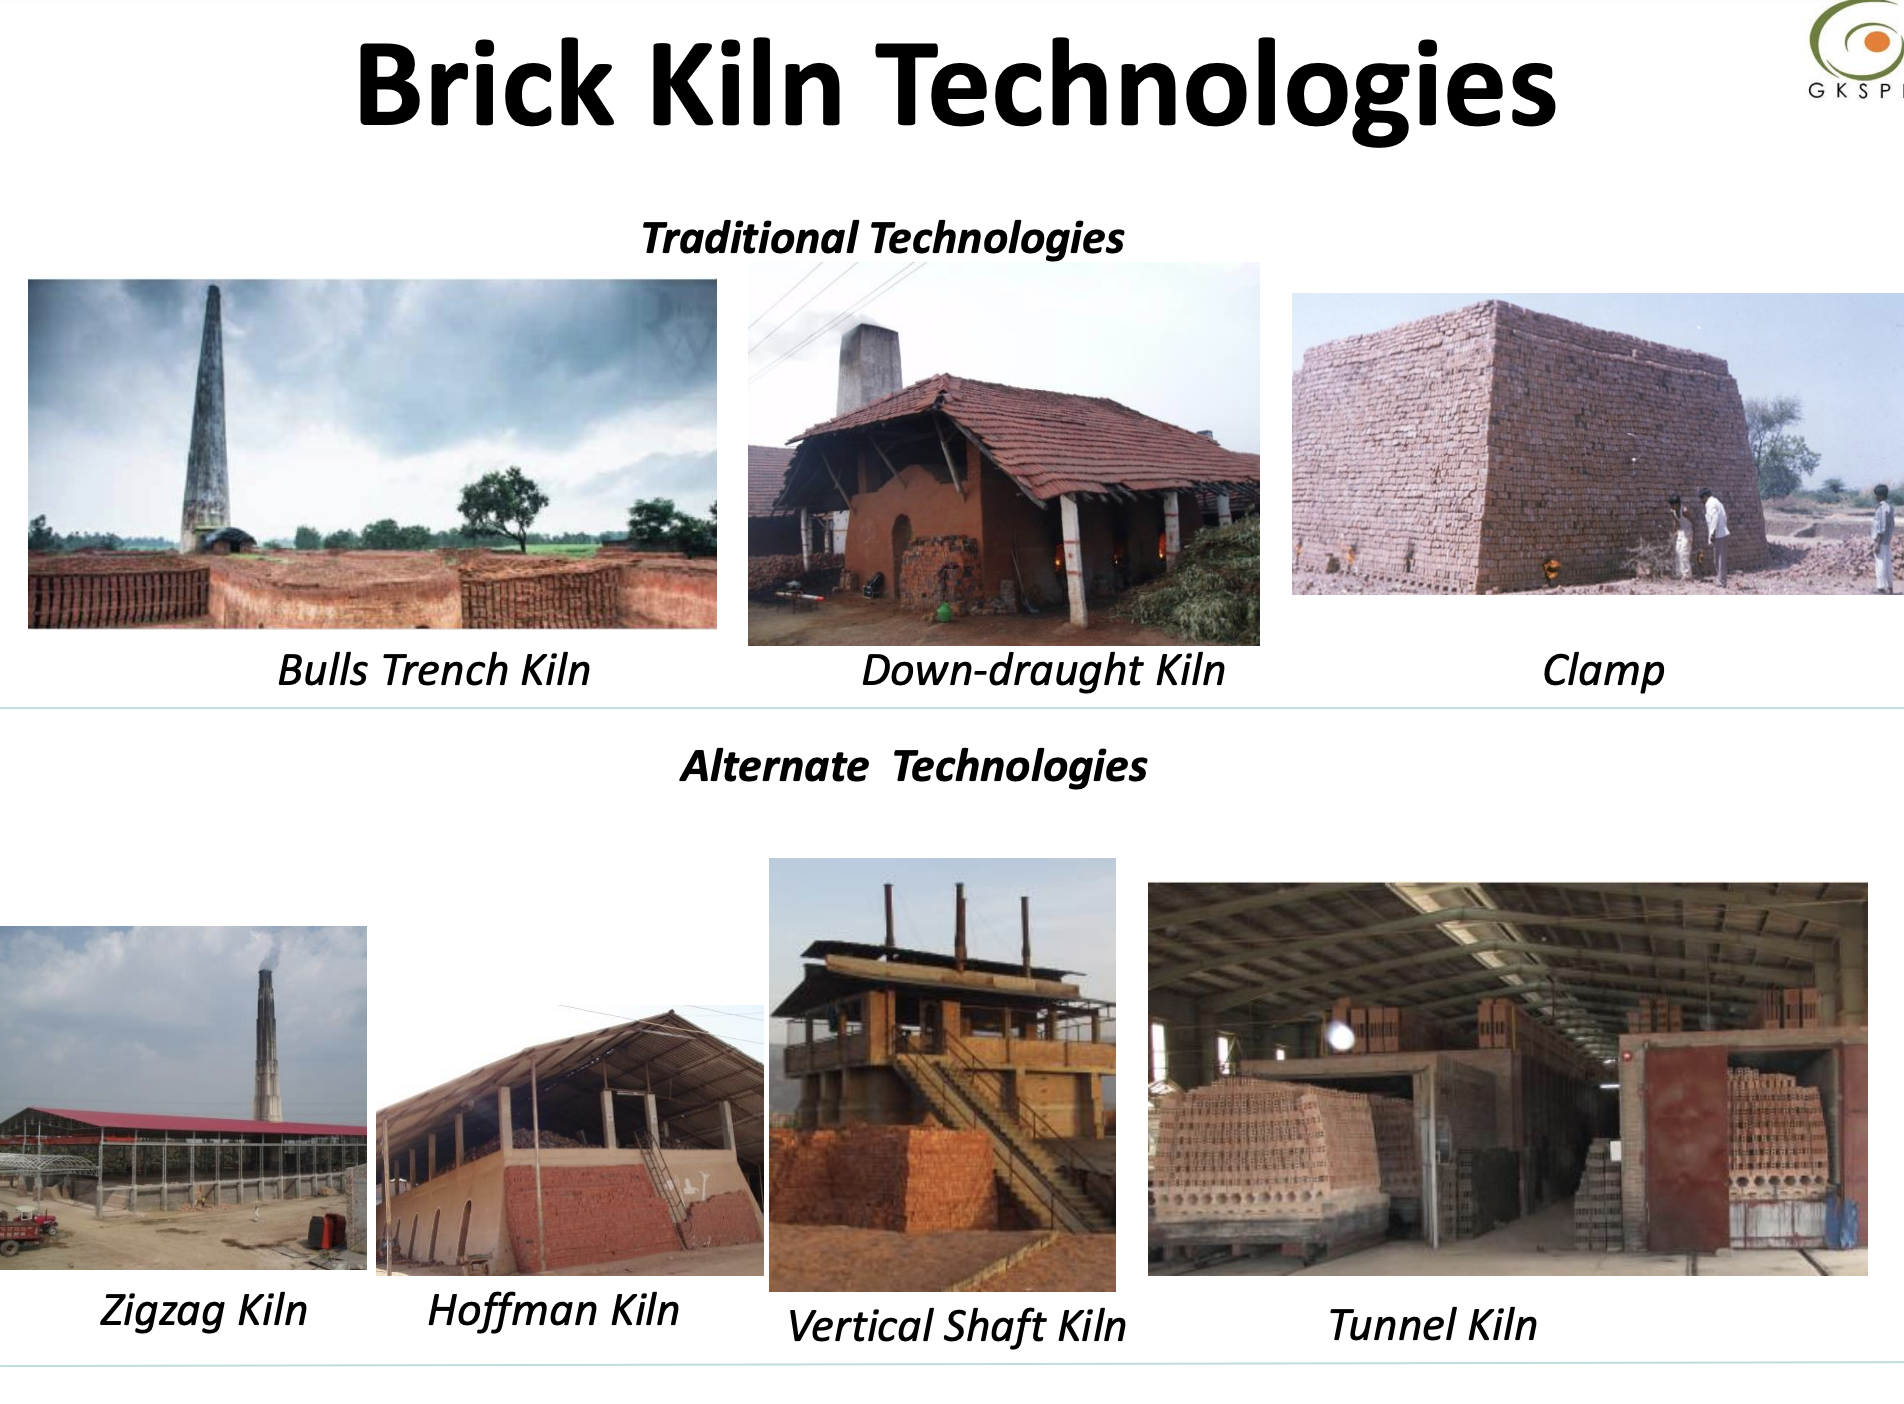 Brick Kiln Technologies
GKSP
Traditional Technologies
Bulls Trench Kiln
Down-draught Kiln
Clamp
Alternate  Technologies
Zigzag Kiln
Hoffman Kiln
Vertical Shaft Kiln
Tunnel Kiln